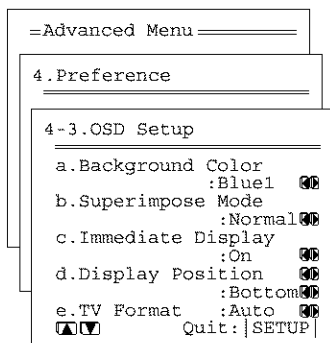 Advanced Menu
4.Preference
4-3.OSD Setup
a.Background Color
:Blue1
b.Superimpose Mode
:Normal
c.Immediate Display
:On
d.Display Position
:Bottom
e.TV Format :Auto
Quit: SETUP